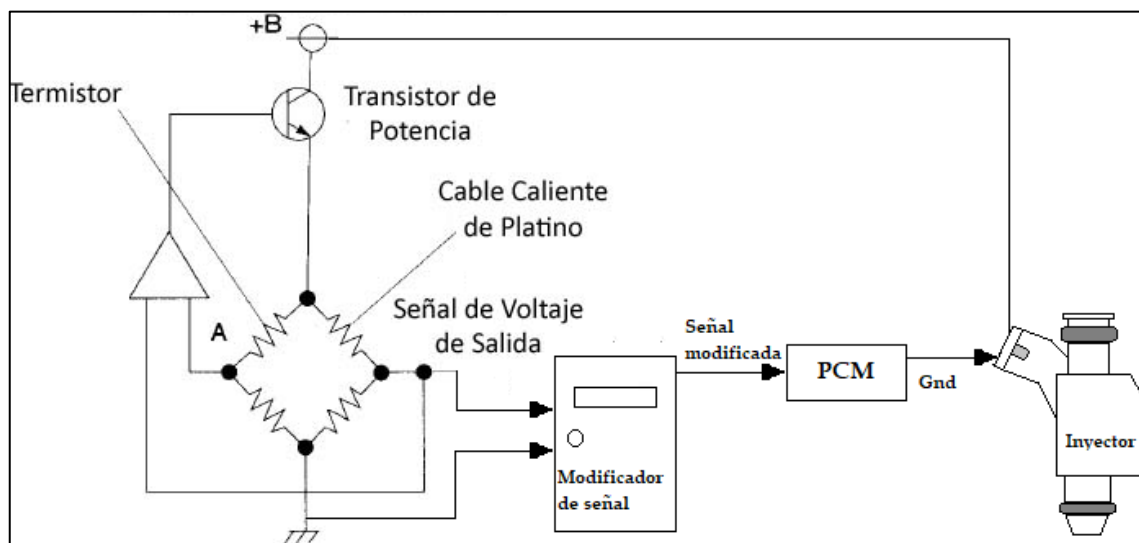 +B
Termistor
Transistor de
Potencia
Cable Caliente
de Platino
A
Señal de Voltaje
de Salida
Señal
modificada
PCM
Gnd
Inyector
Modificador
de señal